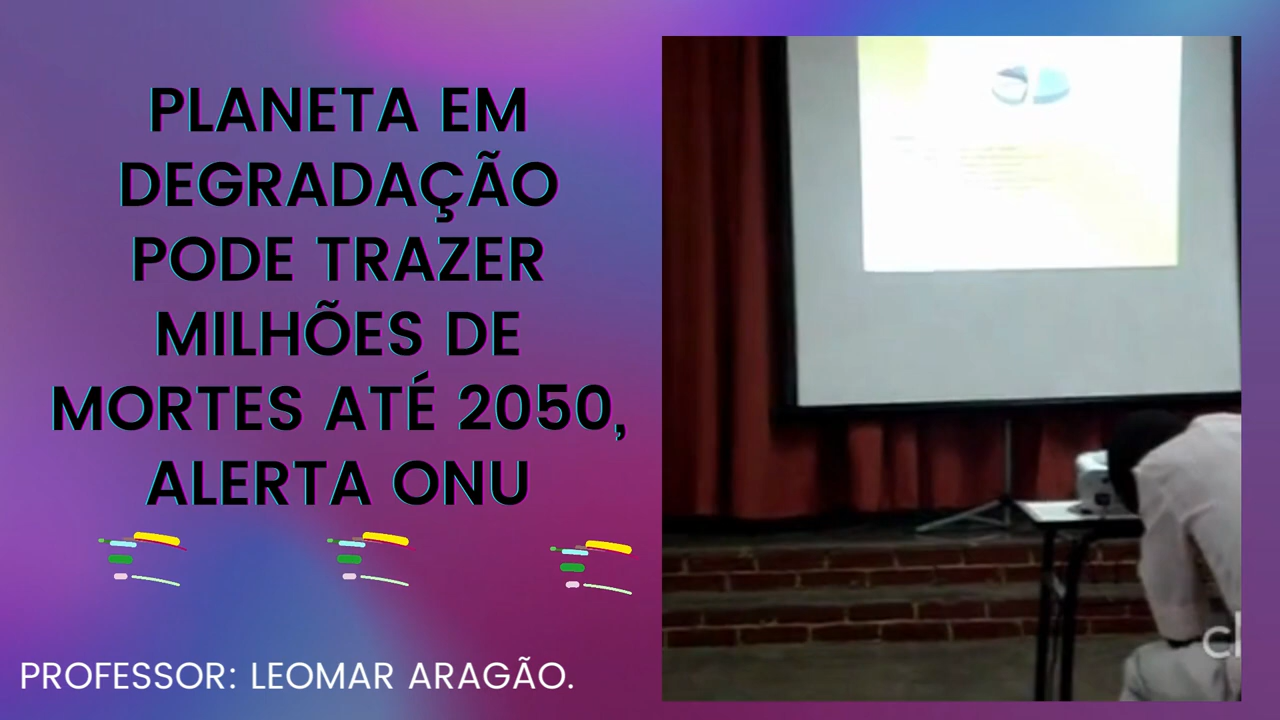 PLANETA EM
DEGRADAÇÃO
PODE TRAZER
MILHÕES DE
MORTES ATÉ 2050,
ALERTA ONU
PROFESSOR: LEOMAR ARAGÃO.